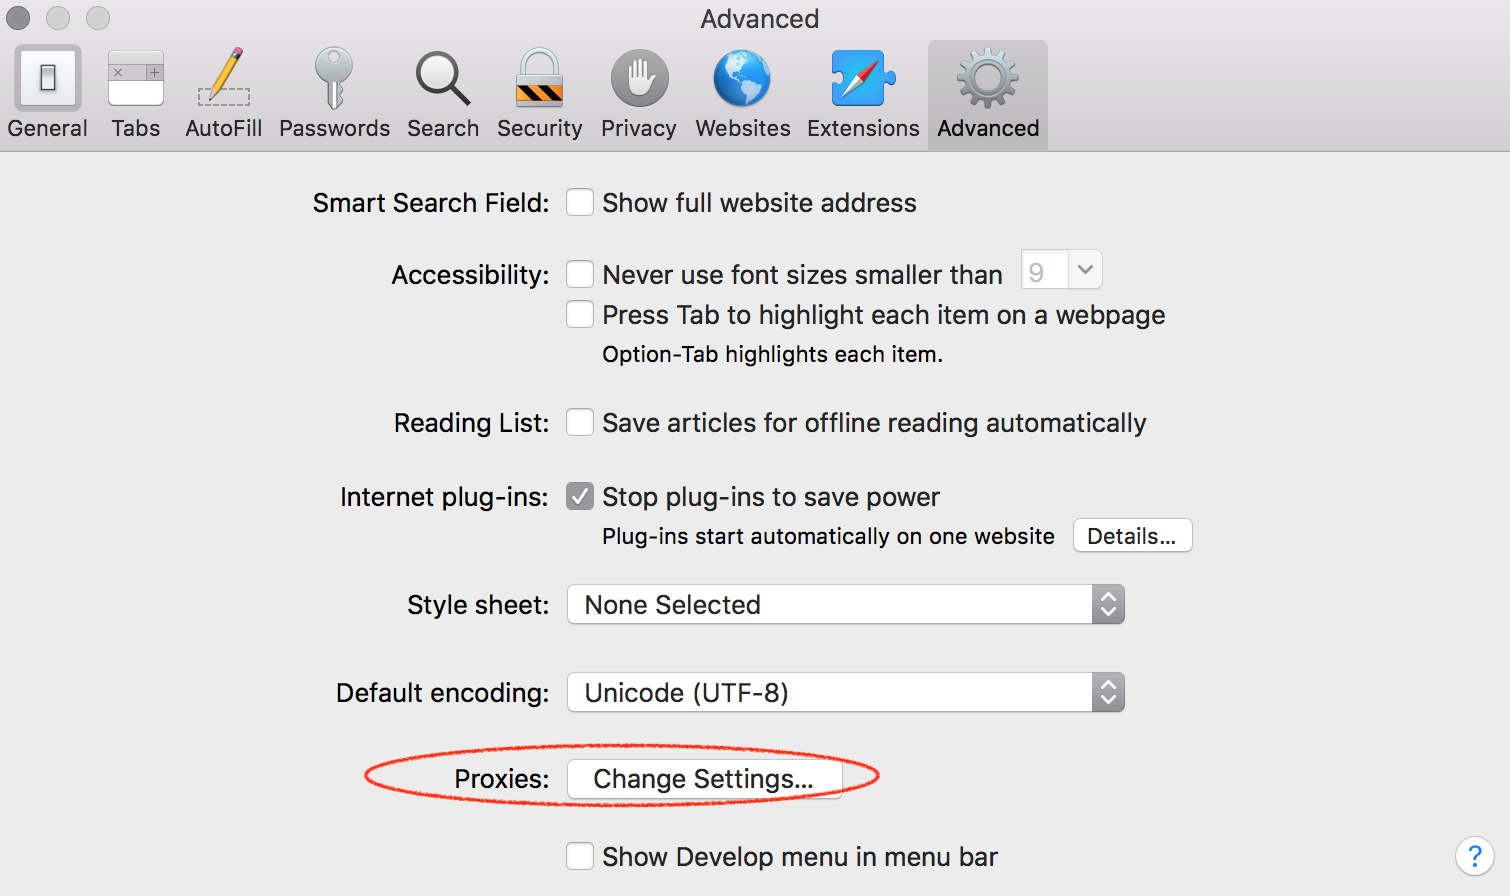 Advanced
General Tabs AutoFill Passwords Search Security Privacy Websites Extensions Advanced
Smart Search Field: Show full website address
Accessibility: Never use font sizes smaller than 9
Press Tab to highlight each item on a webpage
Option-Tab highlights each item.
Reading List: Save articles for offline reading automatically
Internet plug-ins: Stop plug-ins to save power
Plug-ins start automatically on one website Details...
Style sheet: None Selected
Default encoding: Unicode (UTF-8)
Proxies: Change Settings...
Show Develop menu in menu bar
?